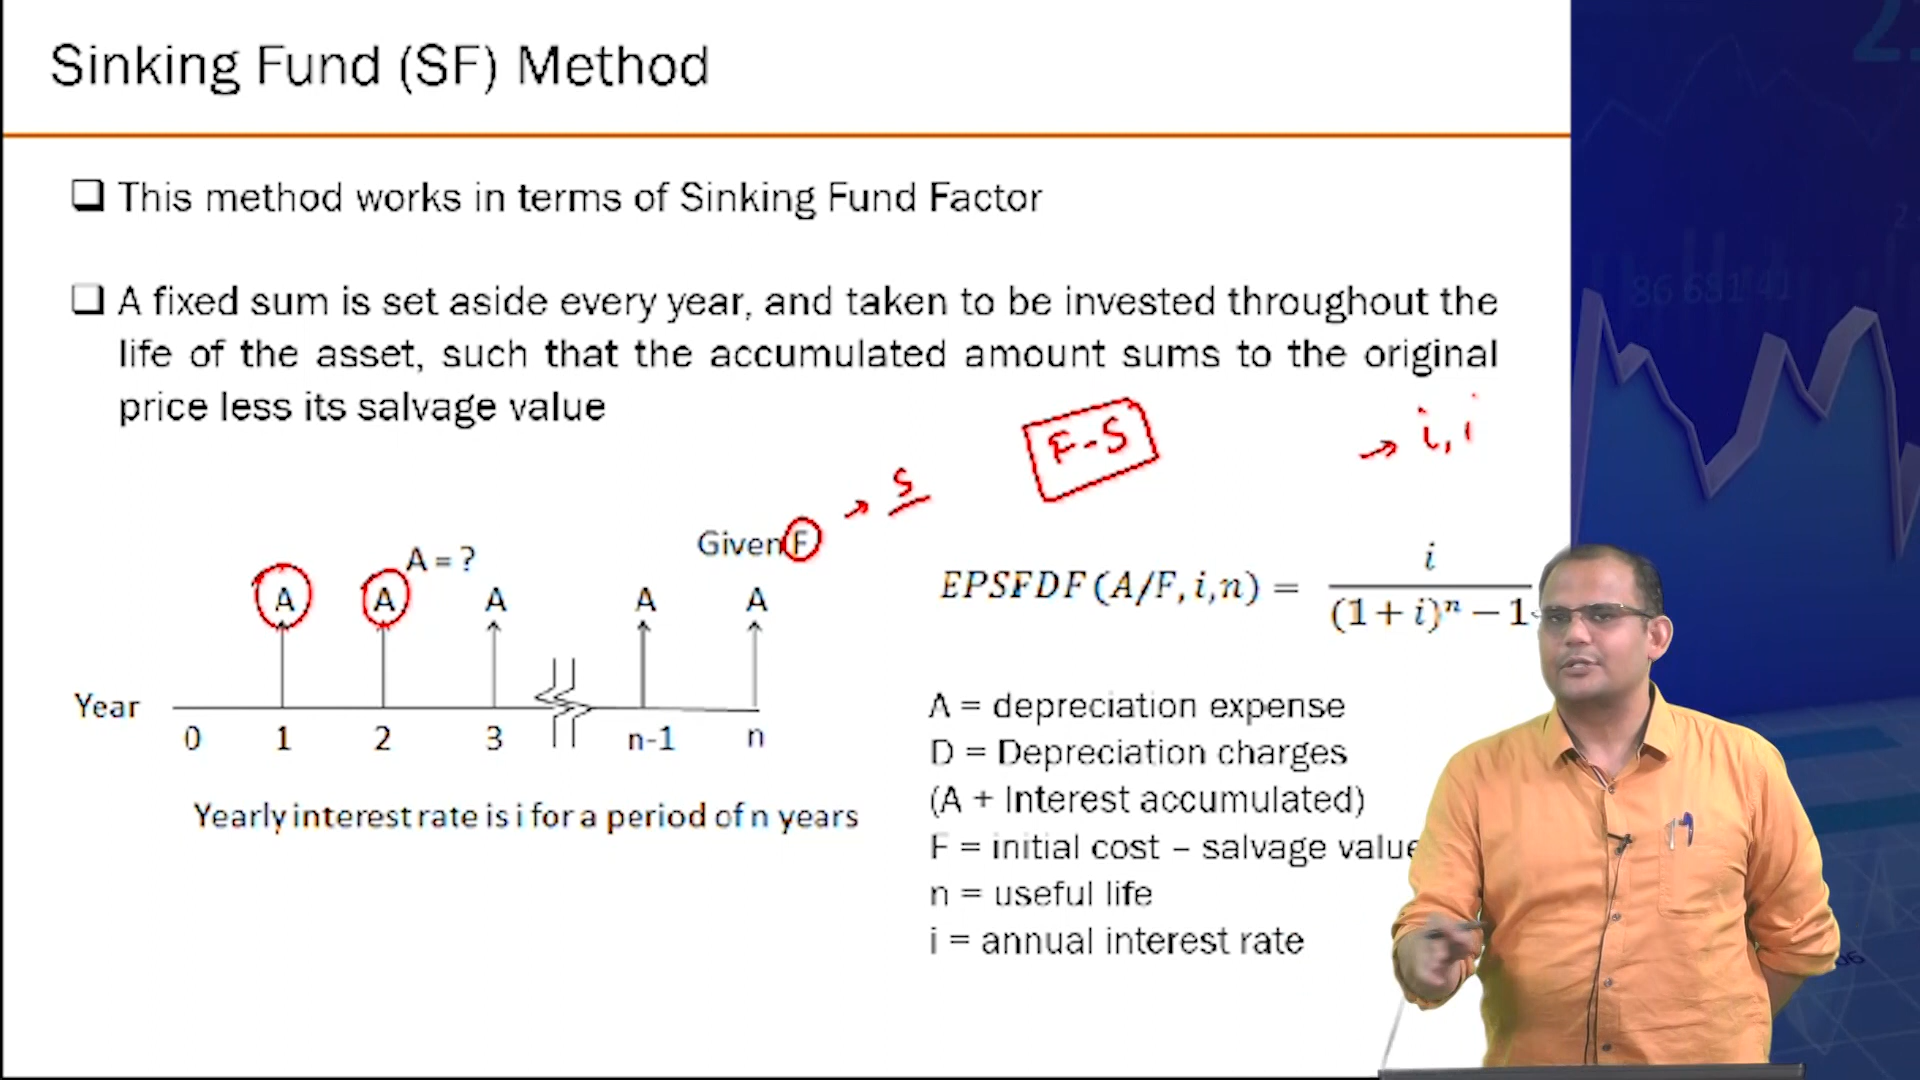 Sinking Fund (SF) Method
❑ This method works in terms of Sinking Fund Factor
❑ A fixed sum is set aside every year, and taken to be invested throughout the
life of the asset, such that the accumulated amount sums to the original
price less its salvage value
F-S
→ i, i
→ S
Given F
A = ?
A A A A A
Year
0 1 2 3 n-1 n
Yearly interest rate is i for a period of n years
EPSFDF(A/F, i,n) = i / (1 + i)ⁿ − 1
A = depreciation expense
D = Depreciation charges
(A + Interest accumulated)
F = initial cost – salvage value
n = useful life
i = annual interest rate
86 681 41